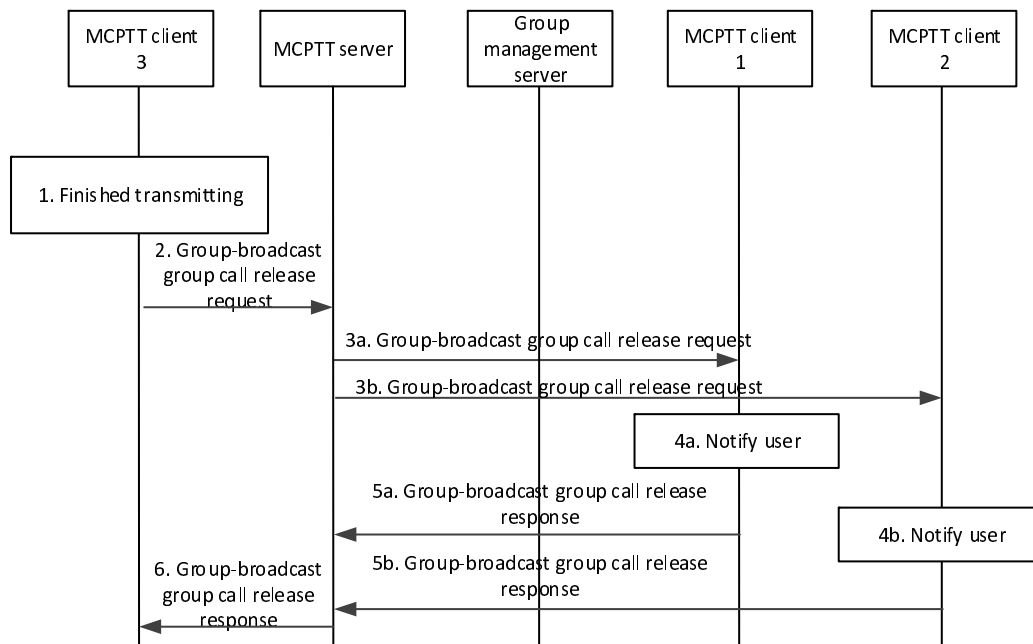 MCPTT client
3
MCPTT server
Group
management
server
MCPTT client
1
MCPTT client
2
1. Finished transmitting
2. Group-broadcast
group call release
request
3a. Group-broadcast group call release request
3b. Group-broadcast group call release request
4a. Notify user
5a. Group-broadcast group call release
response
4b. Notify user
5b. Group-broadcast group call release
response
6. Group-broadcast
group call release
response